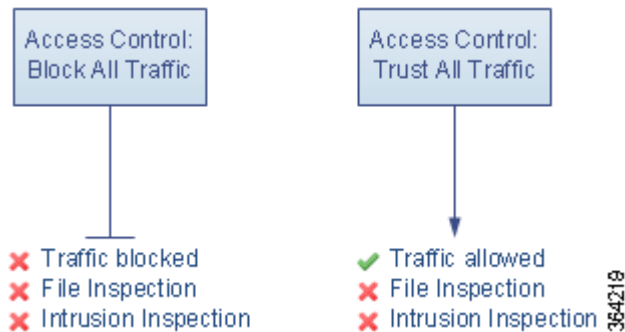 Access Control:
Block All Traffic
Traffic blocked
File Inspection
Intrusion Inspection
Access Control:
Trust All Traffic
Traffic allowed
File Inspection
Intrusion Inspection
364219